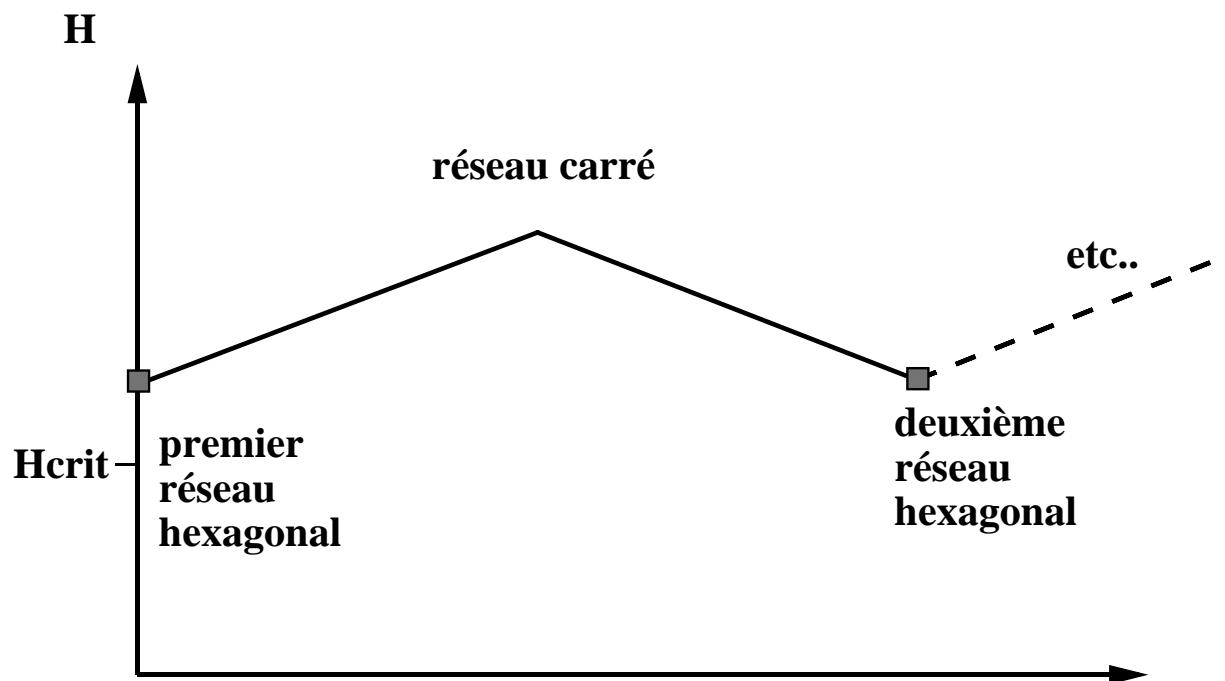 H
réseau carré
etc..
premier
réseau
hexagonal
Hcrit
deuxième
réseau
hexagonal